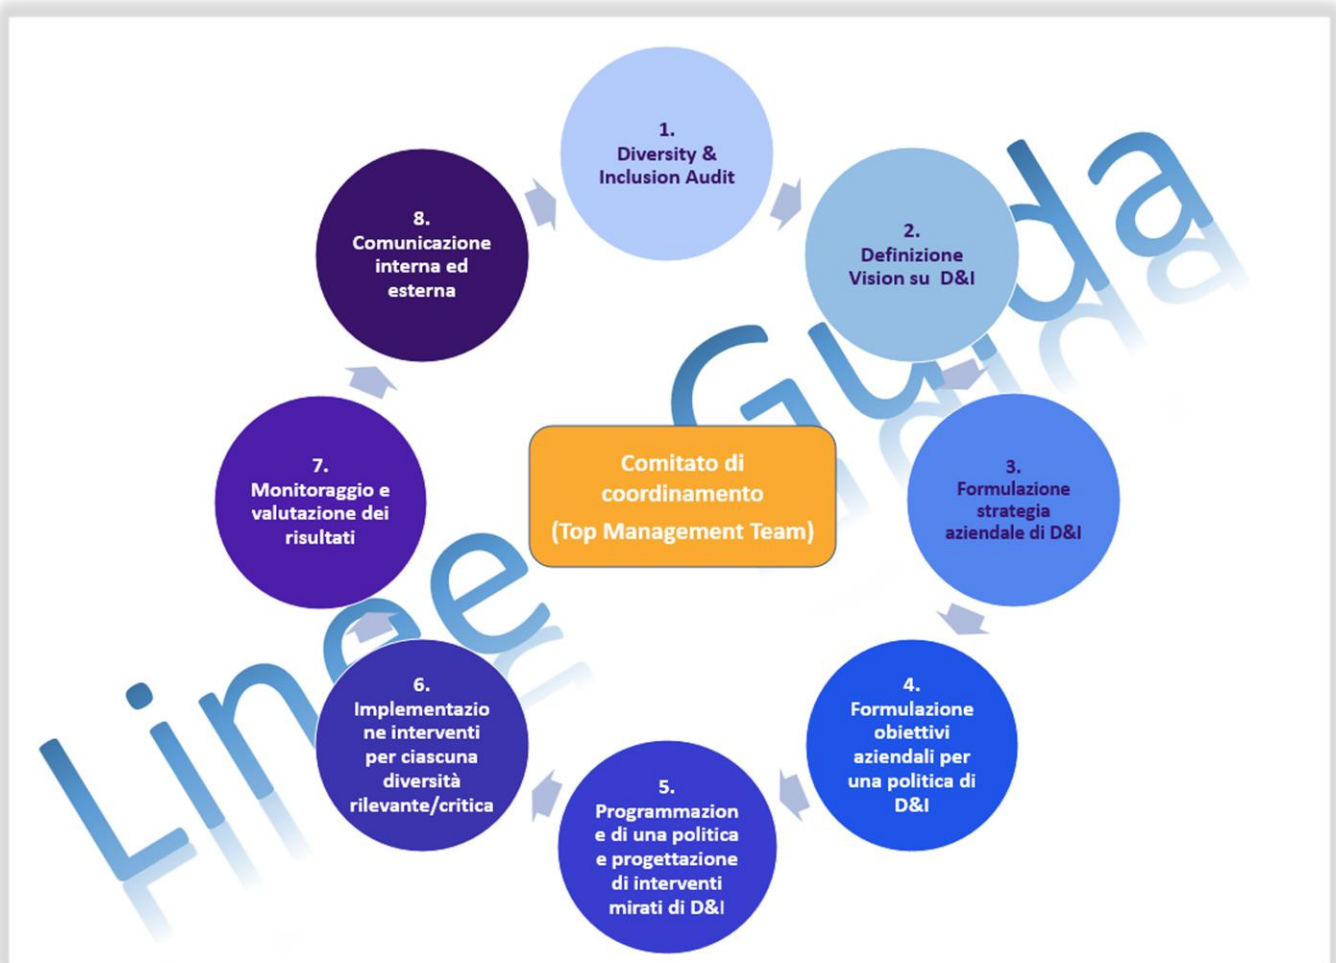 1.
Diversity &
Inclusion Audit
2.
Definizione
Vision su D&I
3.
Formulazione
strategia
aziendale di D&I
4.
Formulazione
obiettivi
aziendali per
una politica di
D&I
5.
Programmazion
e di una politica
e progettazione
di interventi
mirati di D&I
6.
Implementazio
ne interventi
per ciascuna
diversità
rilevante/critica
7.
Monitoraggio e
valutazione dei
risultati
8.
Comunicazione
interna ed
esterna
Comitato di
coordinamento
(Top Management Team)
Linee Guida